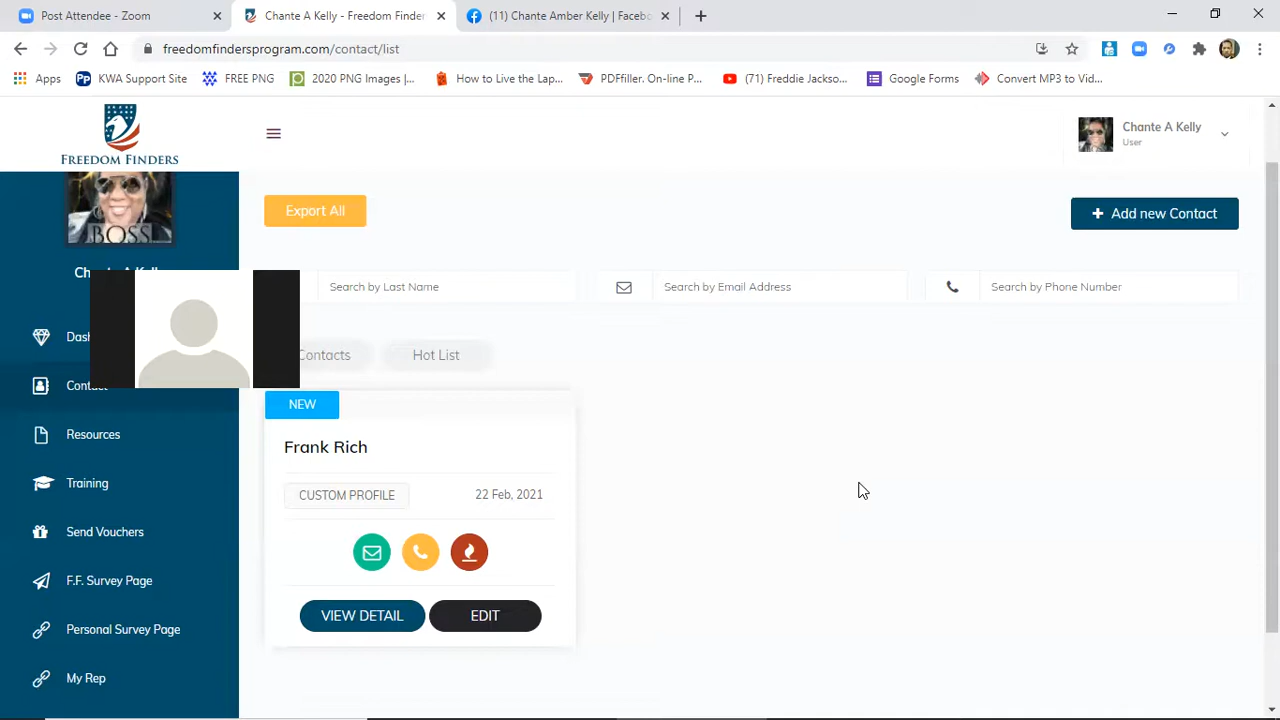 Post Attendee - Zoom
Chante A Kelly - Freedom Finder
(11) Chante Amber Kelly | Faceb
freedomfindersprogram.com/contact/list
Apps
KWA Support Site
FREE PNG
2020 PNG Images |...
How to Live the Lap...
PDFfiller. On-line P...
(71) Freddie Jackso...
Google Forms
Convert MP3 to Vid...
FREEDOM FINDERS
Chante A Kelly
User
BOSS
Export All
+ Add new Contact
Search by Last Name
Search by Email Address
Search by Phone Number
Contacts
Hot List
NEW
Frank Rich
CUSTOM PROFILE
22 Feb, 2021
VIEW DETAIL
EDIT
Resources
Training
Send Vouchers
F.F. Survey Page
Personal Survey Page
My Rep